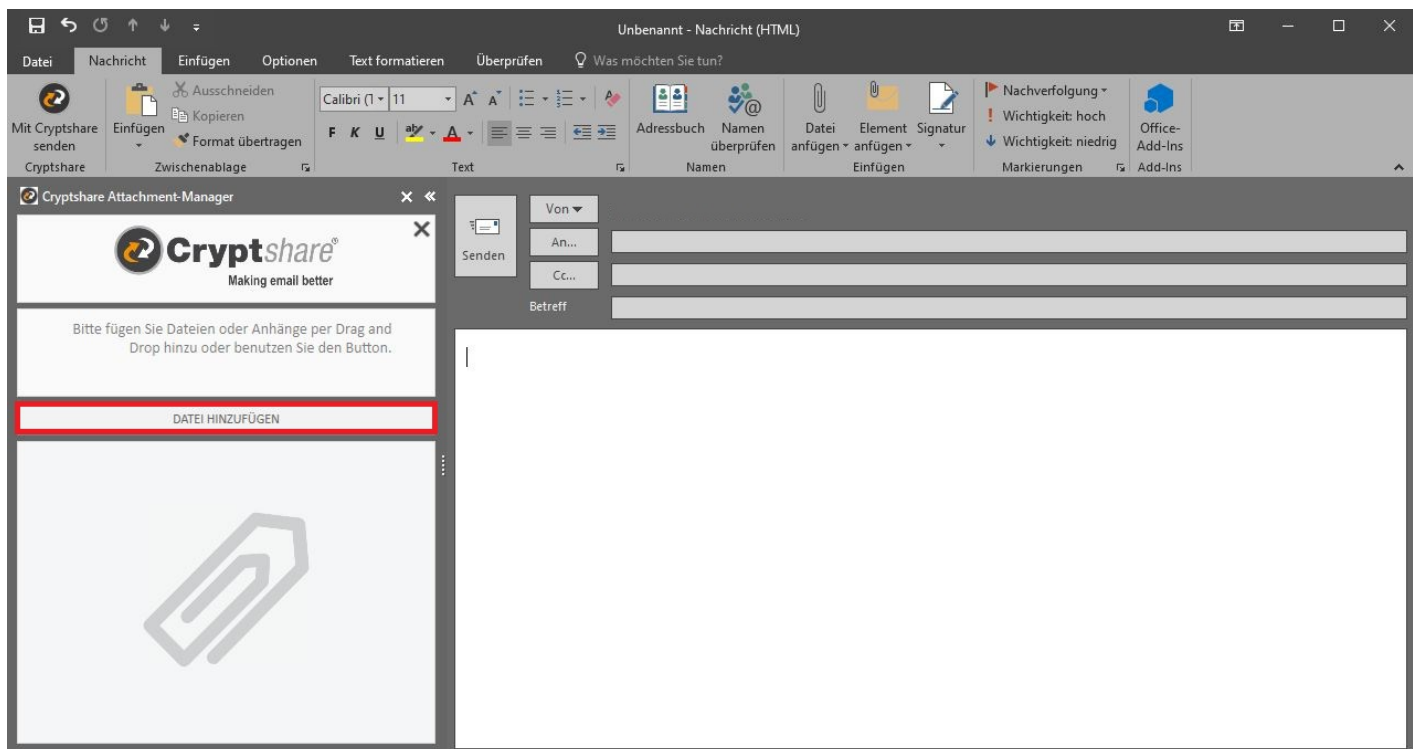 Unbenannt - Nachricht (HTML)
Datei Nachricht Einfügen Optionen Text formatieren Überprüfen Was möchten Sie tun?
Mit Cryptshare senden
Cryptshare
Einfügen
Ausschneiden
Kopieren
Format übertragen
Zwischenablage
Calibri (T 11
F K U aby A
Text
Adressbuch
Namen überprüfen
Namen
Datei anfügen
Element anfügen
Signatur
Einfügen
Nachverfolgung
Wichtigkeit: hoch
Wichtigkeit: niedrig
Markierungen
Office-Add-Ins
Add-Ins
Cryptshare Attachment-Manager
Cryptshare®
Making email better
Bitte fügen Sie Dateien oder Anhänge per Drag and
Drop hinzu oder benutzen Sie den Button.
DATEI HINZUFÜGEN
Senden
Von
An...
Cc...
Betreff